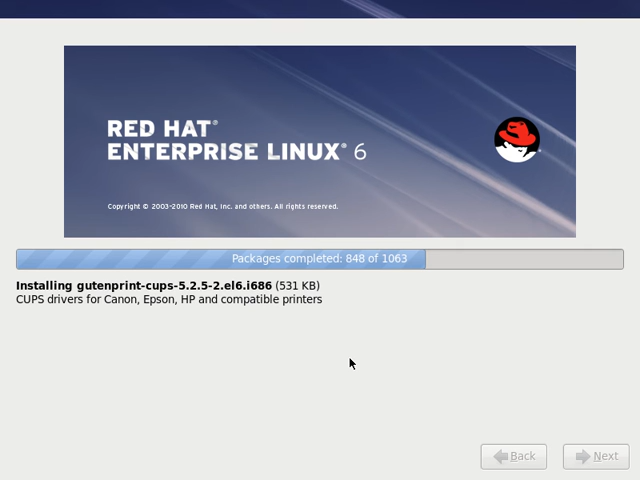 RED HAT®
ENTERPRISE LINUX® 6
Copyright © 2003-2010 Red Hat, Inc. and others. All rights reserved.
Packages completed: 848 of 1063
Installing gutenprint-cups-5.2.5-2.el6.i686 (531 KB)
CUPS drivers for Canon, Epson, HP and compatible printers
Back
Next